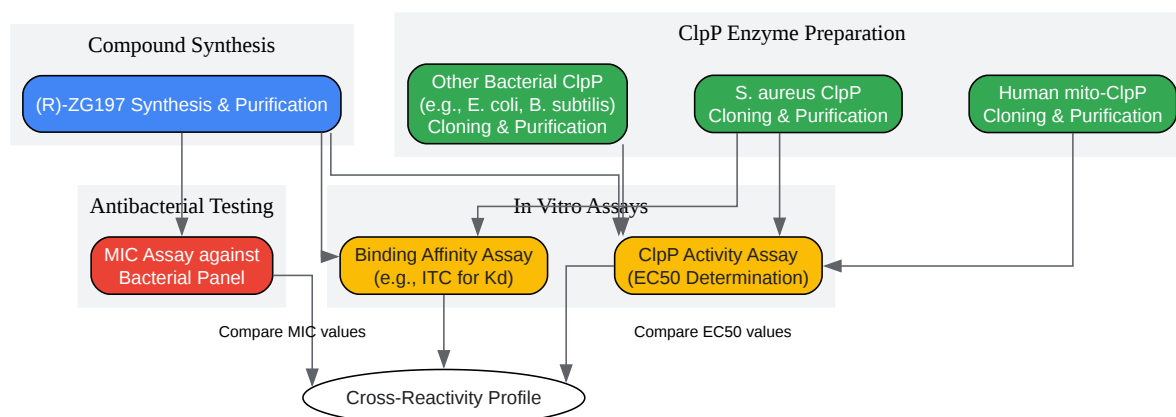 Compound Synthesis
ClpP Enzyme Preparation
(R)-ZG197 Synthesis & Purification
Other Bacterial ClpP
(e.g., E. coli, B. subtilis)
Cloning & Purification
S. aureus ClpP
Cloning & Purification
Human mito-ClpP
Cloning & Purification
Antibacterial Testing
In Vitro Assays
MIC Assay against
Bacterial Panel
Binding Affinity Assay
(e.g., ITC for Kd)
ClpP Activity Assay
(EC50 Determination)
Compare MIC values
Compare EC50 values
Cross-Reactivity Profile